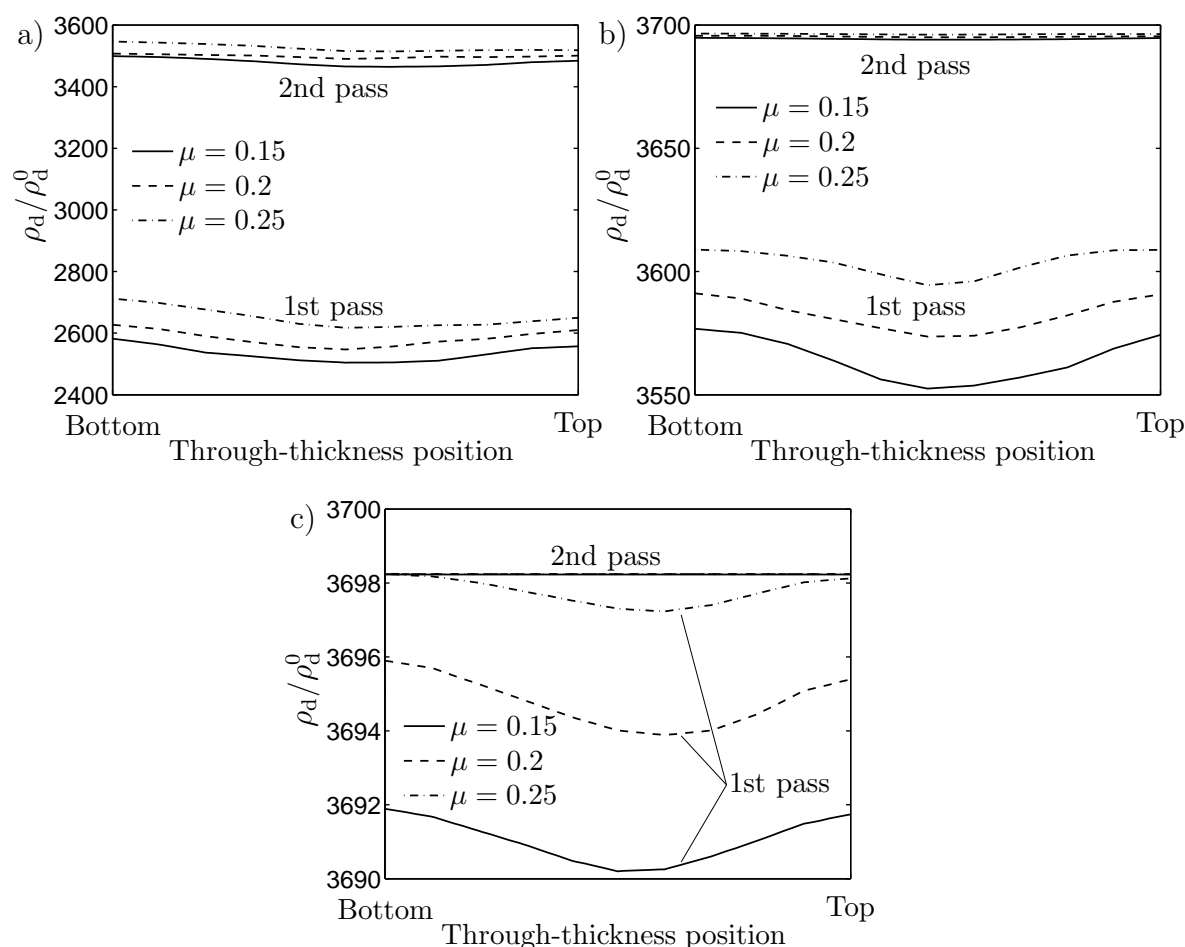 a)
3600
3400
3200
3000
2800
2600
2400
ρd/ρd0
2nd pass
μ = 0.15
μ = 0.2
μ = 0.25
1st pass
Bottom
Top
Through-thickness position
b)
3700
3650
3600
3550
ρd/ρd0
2nd pass
μ = 0.15
μ = 0.2
μ = 0.25
1st pass
Bottom
Top
Through-thickness position
c)
3700
3698
3696
3694
3692
3690
ρd/ρd0
2nd pass
μ = 0.15
μ = 0.2
μ = 0.25
1st pass
Bottom
Top
Through-thickness position